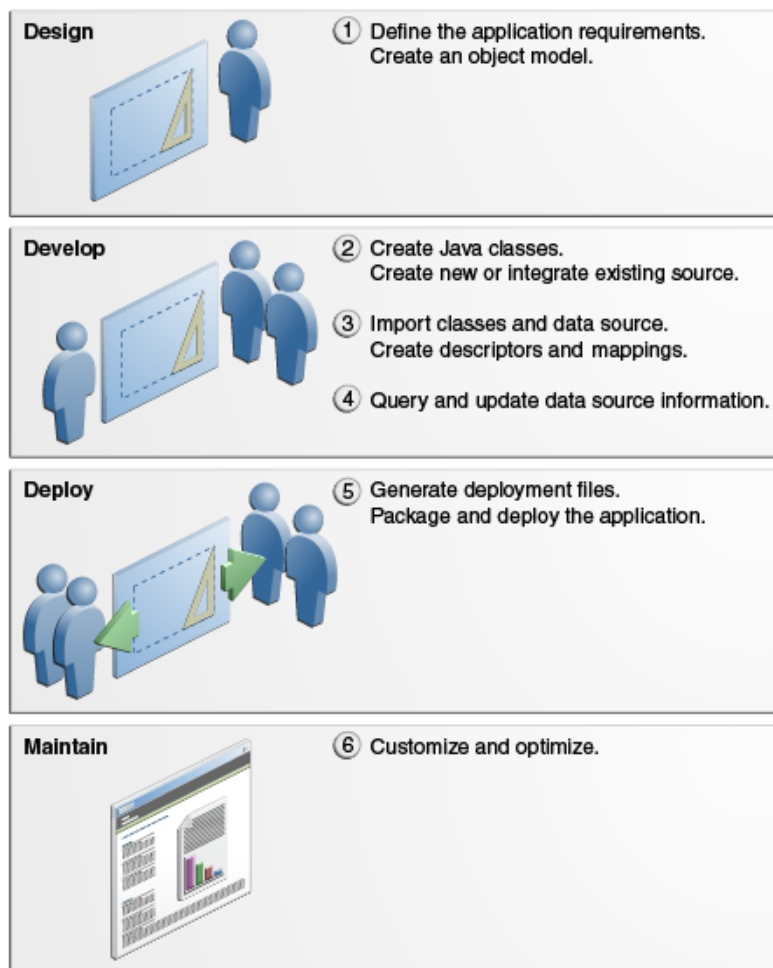 Design
1 Define the application requirements.
Create an object model.
Develop
2 Create Java classes.
Create new or integrate existing source.
3 Import classes and data source.
Create descriptors and mappings.
4 Query and update data source information.
Deploy
5 Generate deployment files.
Package and deploy the application.
Maintain
6 Customize and optimize.